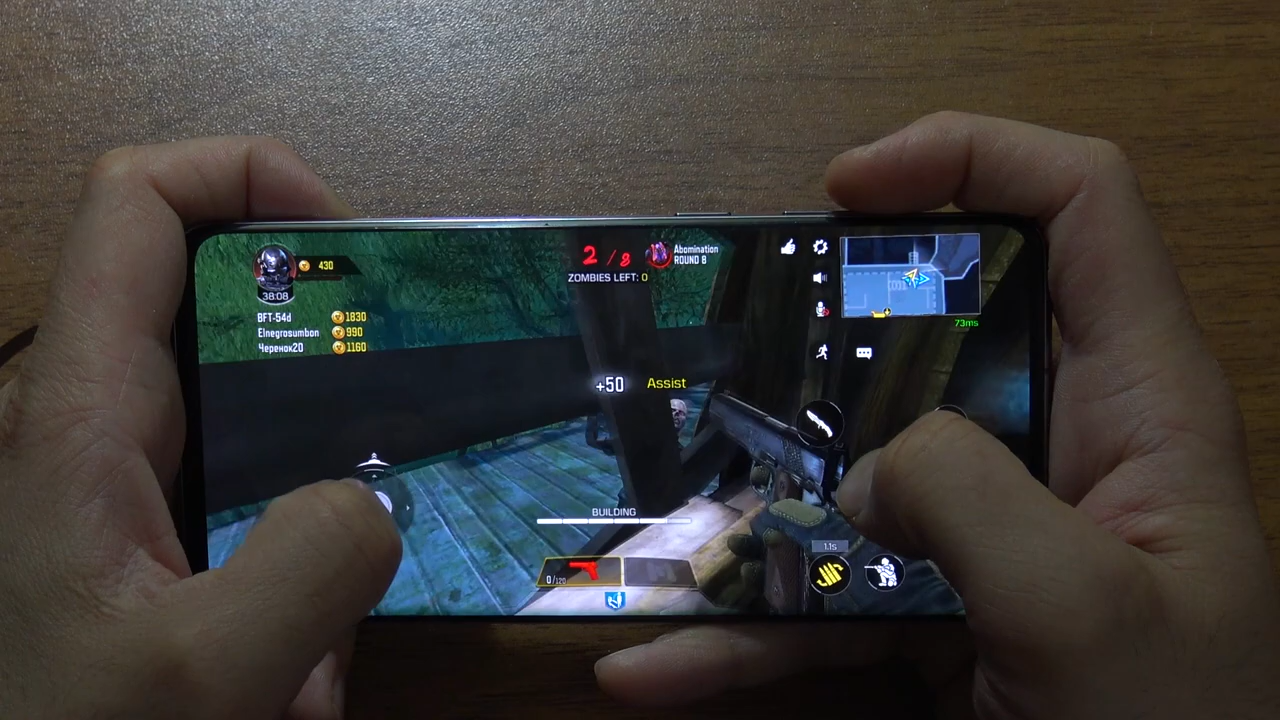 430
38:08
BFT-54d 1830
Elnegrosumbon 990
Черенок20 1160
2 / 8
ZOMBIES LEFT: 0
Abomination
ROUND 8
73ms
+50 Assist
BUILDING
0/120
1.1s